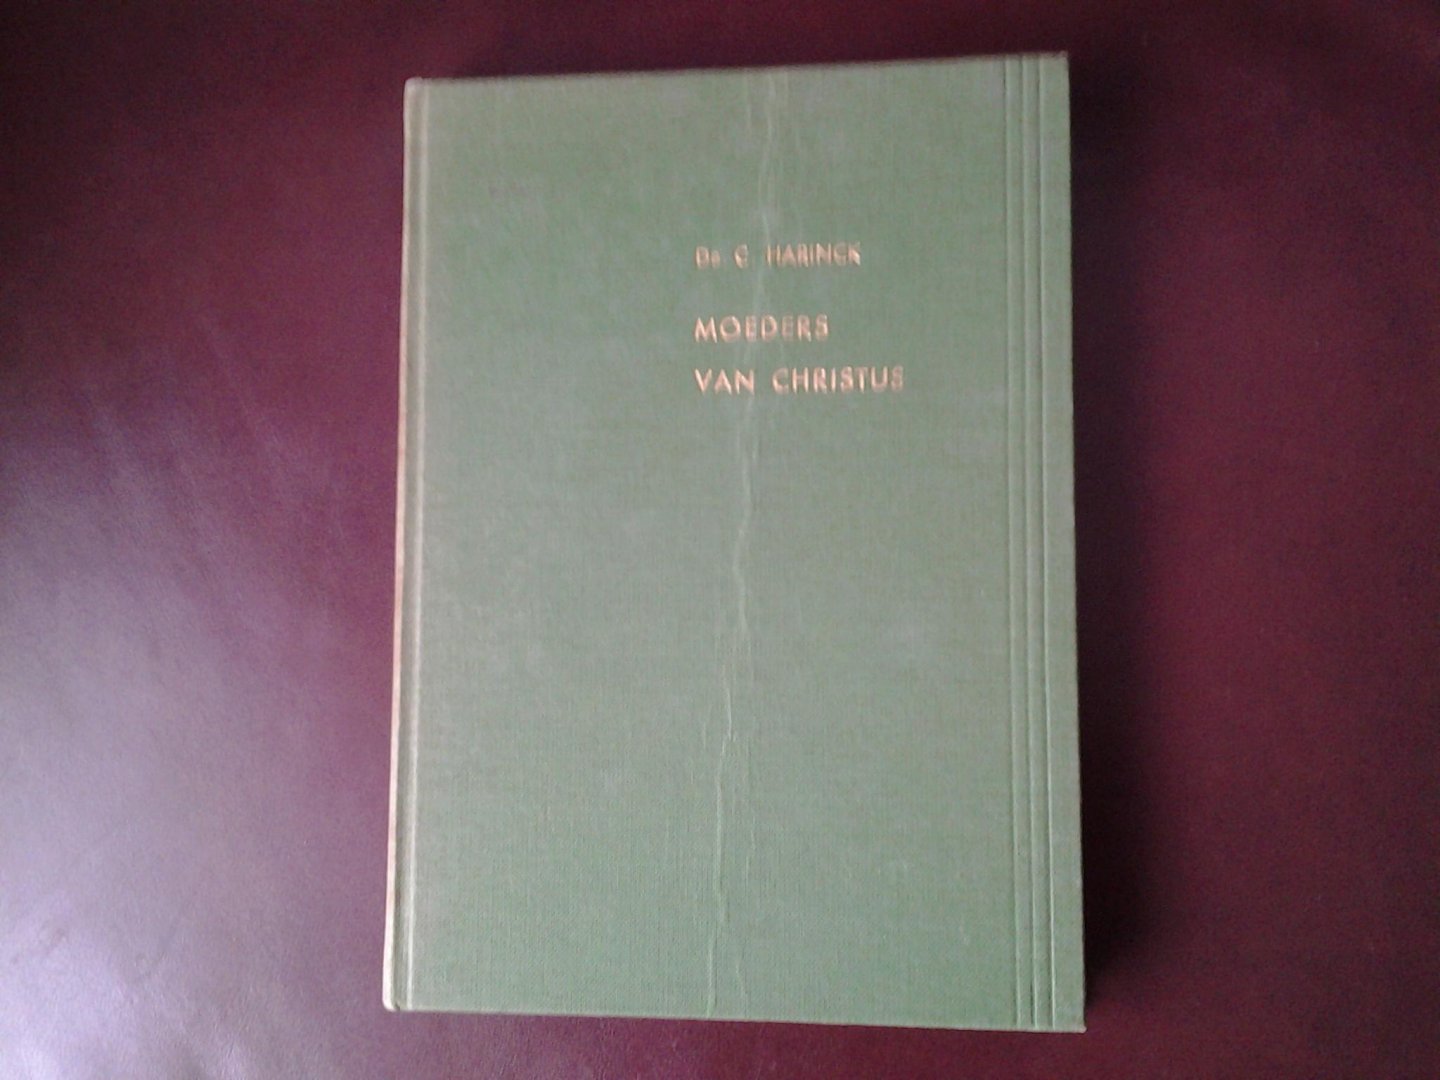 Ds C. HARINCK
MOEDERS
VAN CHRISTUS